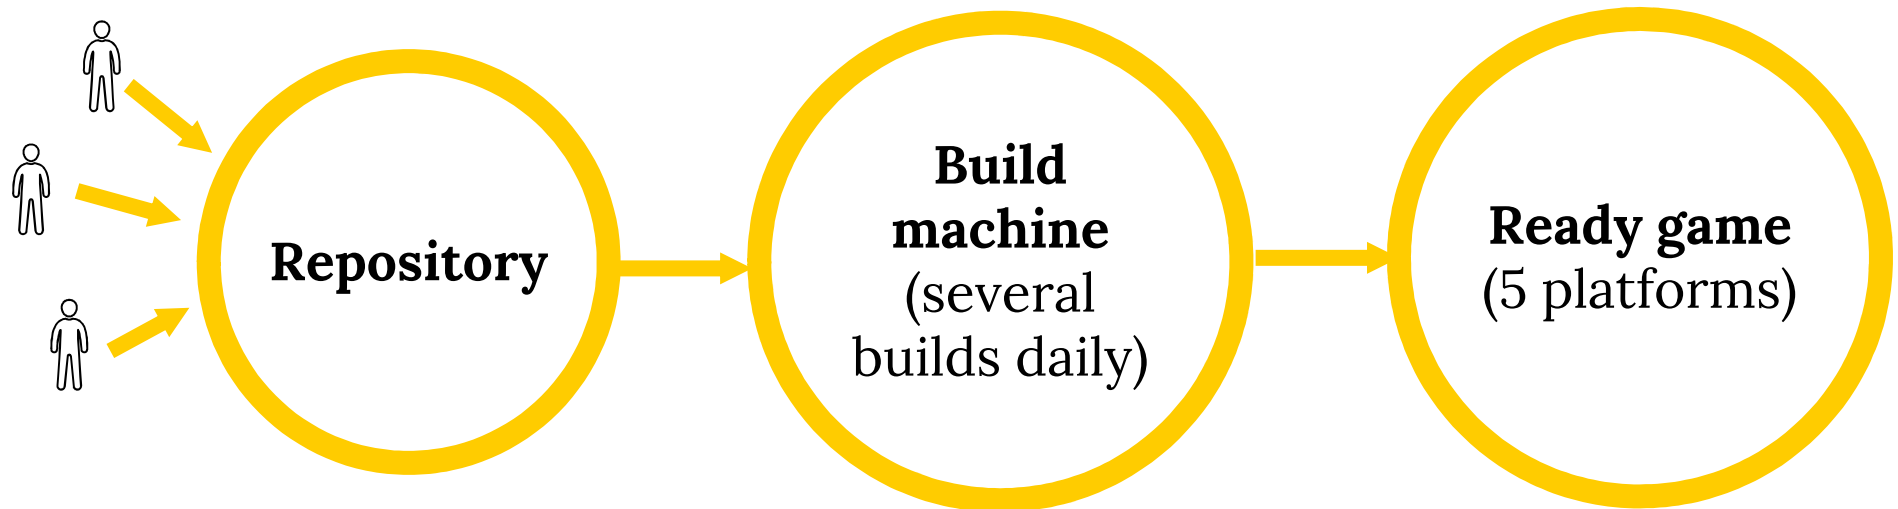 Repository
Build
machine
(several
builds daily)
Ready game
(5 platforms)